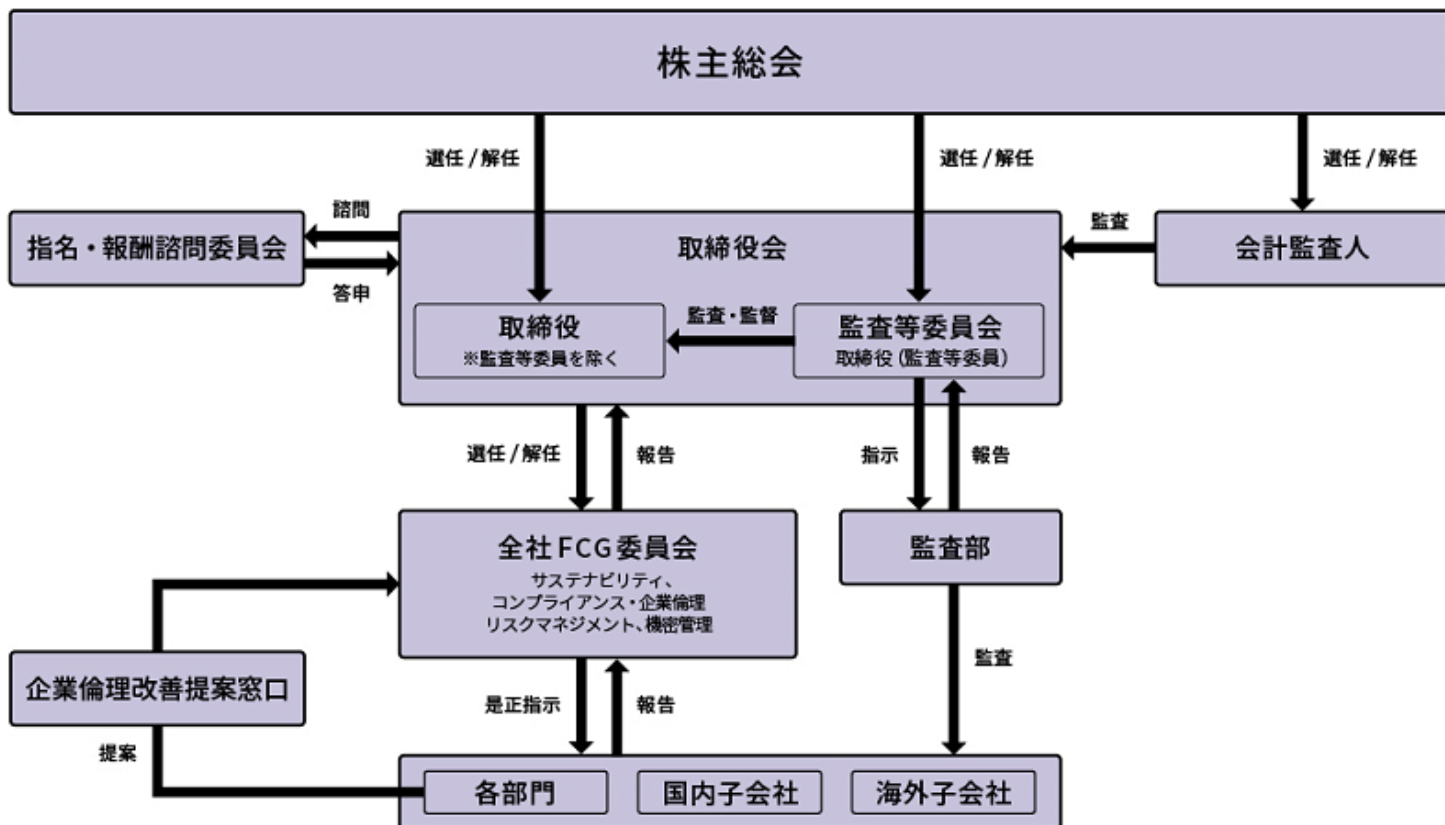 株主総会
選任 / 解任
選任 / 解任
選任 / 解任
指名・報酬諮問委員会
諮問
答申
取締役会
監査
会計監査人
取締役
※監査等委員を除く
監査・監督
監査等委員会
取締役（監査等委員）
選任 / 解任
報告
指示
報告
全社FCG委員会
サステナビリティ、
コンプライアンス・企業倫理
リスクマネジメント、機密管理
監査部
企業倫理改善提案窓口
提案
是正指示
報告
監査
各部門
国内子会社
海外子会社